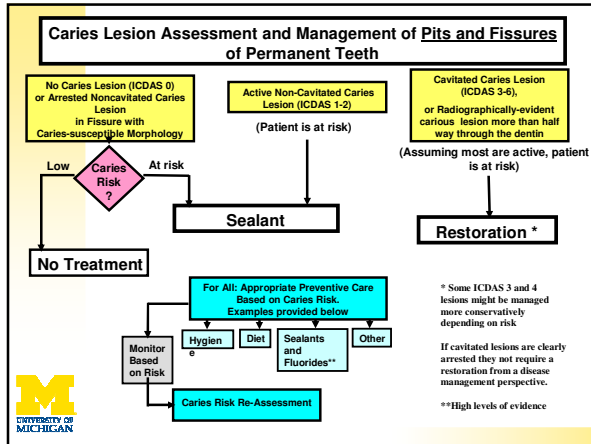 Caries Lesion Assessment and Management of Pits and Fissures
of Permanent Teeth
No Caries Lesion (ICDAS 0)
or Arrested Noncavitated Caries
Lesion
in Fissure with
Caries-susceptible Morphology
Active Non-Cavitated Caries
Lesion (ICDAS 1-2)
(Patient is at risk)
Cavitated Caries Lesion
(ICDAS 3-6),
or Radiographically-evident
carious lesion more than half
way through the dentin
(Assuming most are active, patient
is at risk)
Low
Caries
Risk
?
At risk
Sealant
Restoration *
No Treatment
For All: Appropriate Preventive Care
Based on Caries Risk.
Examples provided below
Hygien
e
Diet
Sealants
and
Fluorides**
Other
Monitor
Based
on Risk
Caries Risk Re-Assessment
* Some ICDAS 3 and 4
lesions might be managed
more conservatively
depending on risk
If cavitated lesions are clearly
arrested they not require a
restoration from a disease
management perspective.
**High levels of evidence
M
UNIVERSITY OF
MICHIGAN